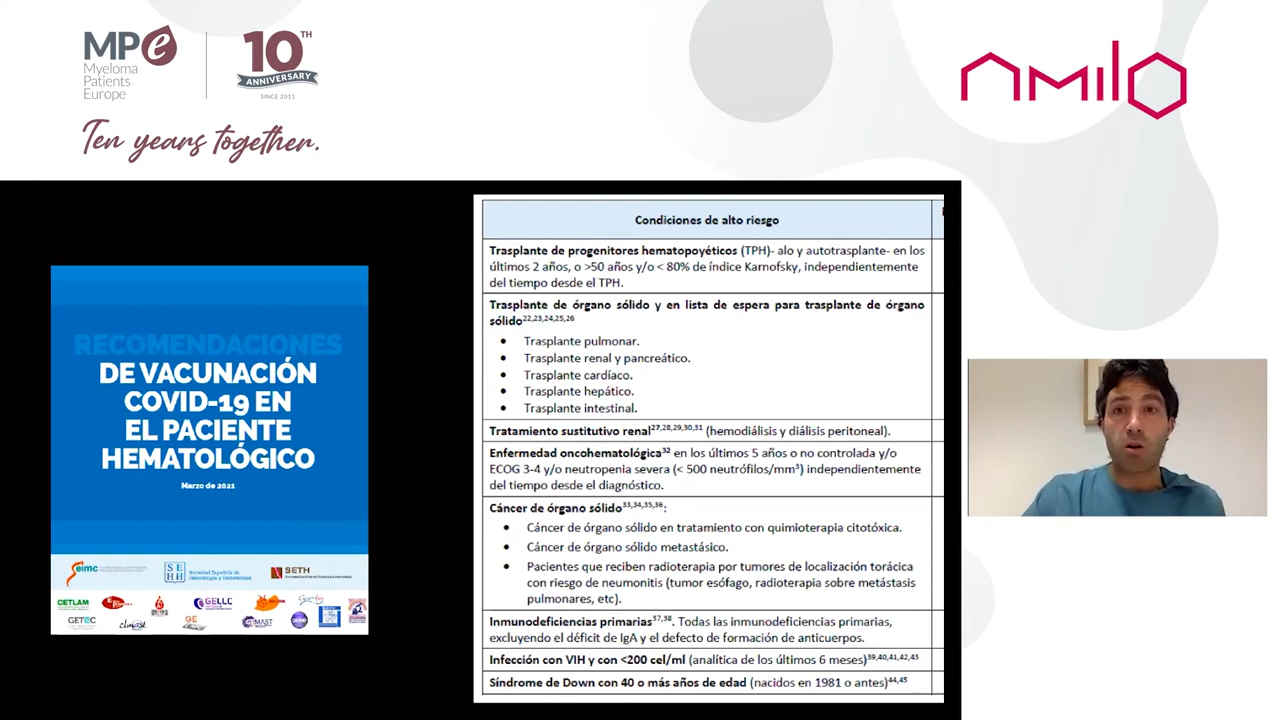 MPe
Myeloma
Patients
Europe
10TH
ANNIVERSARY
SINCE 2011
Ten years together.
amilo
RECOMENDACIONES
DE VACUNACIÓN
COVID-19 EN
EL PACIENTE
HEMATOLÓGICO
Marzo de 2021
seimc
SEHH
SETH
CETLAM
GELLC
GETEC
Condiciones de alto riesgo
Trasplante de progenitores hematopoyéticos (TPH)- alo y autotrasplante- en los
últimos 2 años, o >50 años y/o < 80% de índice Karnofsky, independientemente
del tiempo desde el TPH.
Trasplante de órgano sólido y en lista de espera para trasplante de órgano
sólido22,23,24,25,26
• Trasplante pulmonar.
• Trasplante renal y pancreático.
• Trasplante cardíaco.
• Trasplante hepático.
• Trasplante intestinal.
Tratamiento sustitutivo renal27,28,29,30,31 (hemodiálisis y diálisis peritoneal).
Enfermedad oncohematológica32 en los últimos 5 años o no controlada y/o
ECOG 3-4 y/o neutropenia severa (< 500 neutrófilos/mm3) independientemente
del tiempo desde el diagnóstico.
Cáncer de órgano sólido33,34,35,36:
• Cáncer de órgano sólido en tratamiento con quimioterapia citotóxica.
• Cáncer de órgano sólido metastásico.
• Pacientes que reciben radioterapia por tumores de localización torácica
con riesgo de neumonitis (tumor esófago, radioterapia sobre metástasis
pulmonares, etc).
Inmunodeficiencias primarias37,38. Todas las inmunodeficiencias primarias,
excluyendo el déficit de IgA y el defecto de formación de anticuerpos.
Infección con VIH y con <200 cel/ml (analítica de los últimos 6 meses)39,40,41,42,43
Síndrome de Down con 40 o más años de edad (nacidos en 1981 o antes)44,45